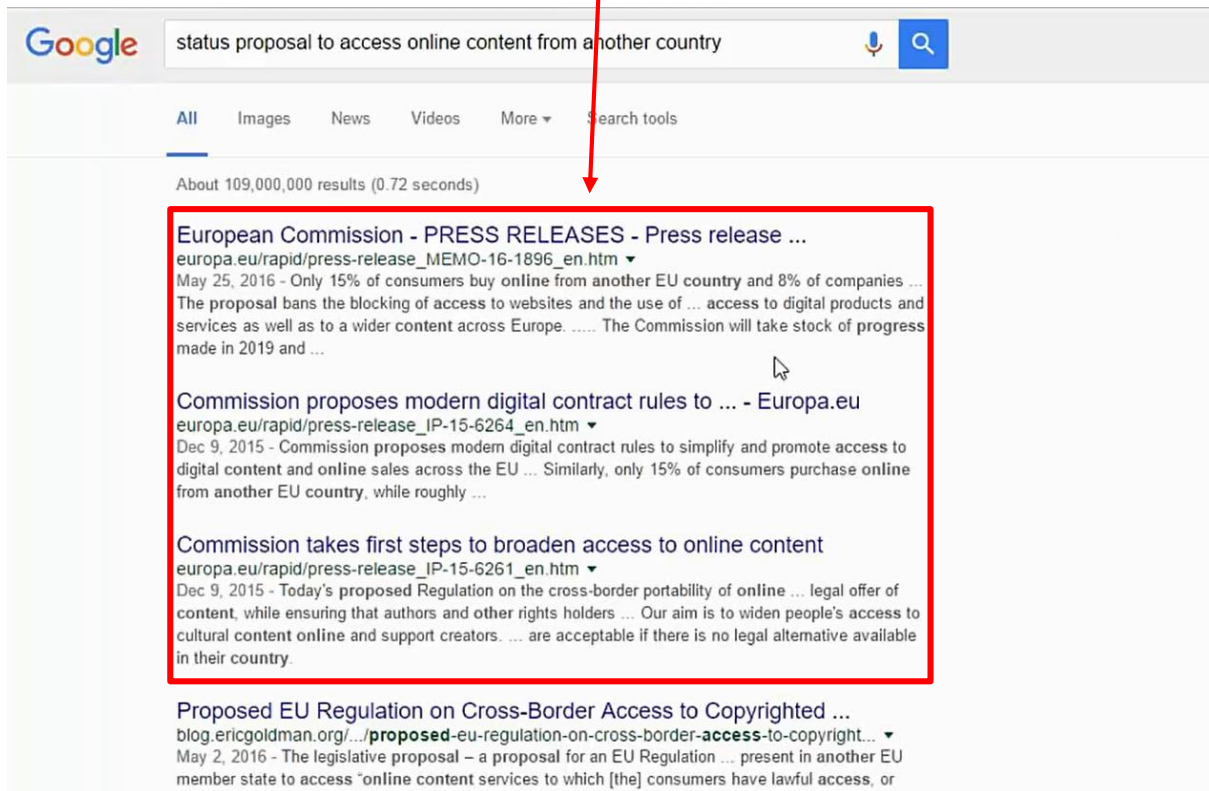 Google
status proposal to access online content from another country
All Images News Videos More Search tools
About 109,000,000 results (0.72 seconds)
European Commission - PRESS RELEASES - Press release ...
europa.eu/rapid/press-release_MEMO-16-1896_en.htm
May 25, 2016 - Only 15% of consumers buy online from another EU country and 8% of companies ...
The proposal bans the blocking of access to websites and the use of ... access to digital products and
services as well as to a wider content across Europe. ..... The Commission will take stock of progress
made in 2019 and ...
Commission proposes modern digital contract rules to ... - Europa.eu
europa.eu/rapid/press-release_IP-15-6264_en.htm
Dec 9, 2015 - Commission proposes modern digital contract rules to simplify and promote access to
digital content and online sales across the EU ... Similarly, only 15% of consumers purchase online
from another EU country, while roughly ...
Commission takes first steps to broaden access to online content
europa.eu/rapid/press-release_IP-15-6261_en.htm
Dec 9, 2015 - Today's proposed Regulation on the cross-border portability of online ... legal offer of
content, while ensuring that authors and other rights holders ... Our aim is to widen people's access to
cultural content online and support creators. ... are acceptable if there is no legal alternative available
in their country.
Proposed EU Regulation on Cross-Border Access to Copyrighted ...
blog.ericgoldman.org/.../proposed-eu-regulation-on-cross-border-access-to-copyright...
May 2, 2016 - The legislative proposal – a proposal for an EU Regulation ... present in another EU
member state to access "online content services to which [the] consumers have lawful access, or